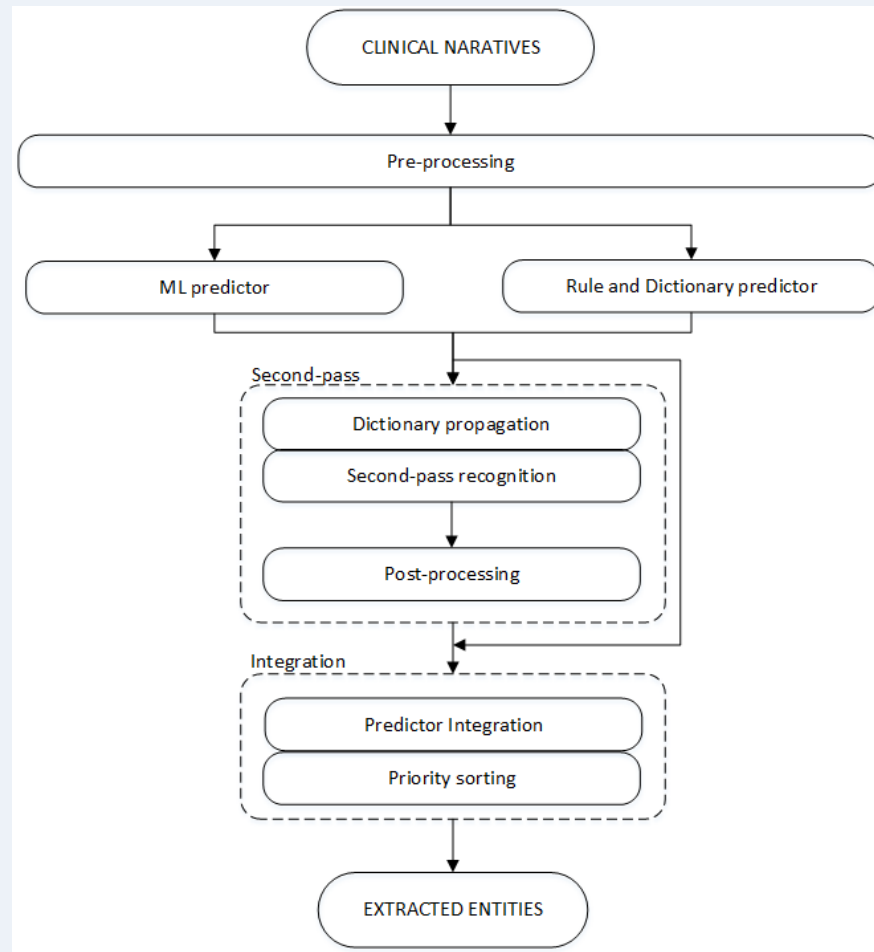 CLINICAL NARATIVES
Pre-processing
ML predictor
Rule and Dictionary predictor
Second-pass
Dictionary propagation
Second-pass recognition
Post-processing
Integration
Predictor Integration
Priority sorting
EXTRACTED ENTITIES